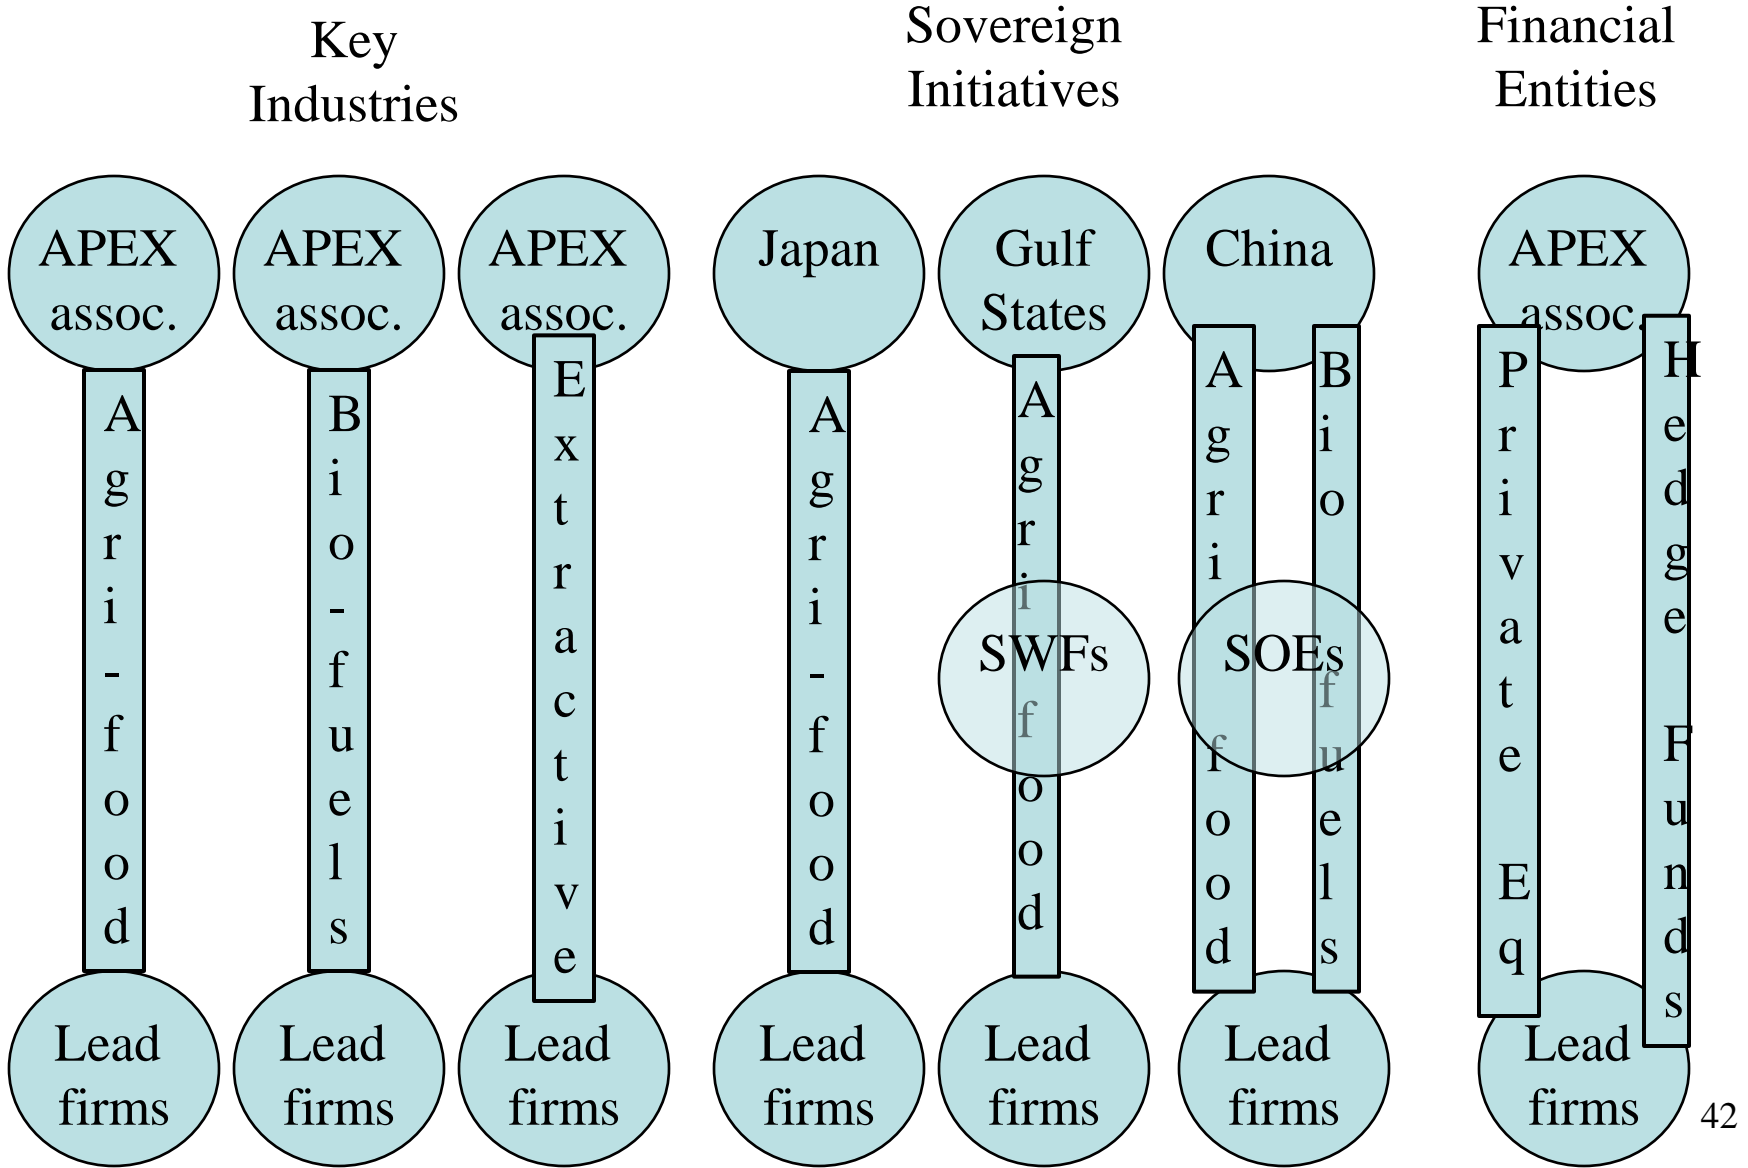 Key
Industries
Sovereign
Initiatives
Financial
Entities
APEX
assoc.
APEX
assoc.
APEX
assoc.
Japan
Gulf
States
China
APEX
assoc.
Agri-food
Bio-fuels
Extractive
Agri-food
Agri food
SWFs
Agri food
Bio fuels
SOEs
Private Eq
Hedge Funds
Lead
firms
Lead
firms
Lead
firms
Lead
firms
Lead
firms
Lead
firms
Lead
firms
42